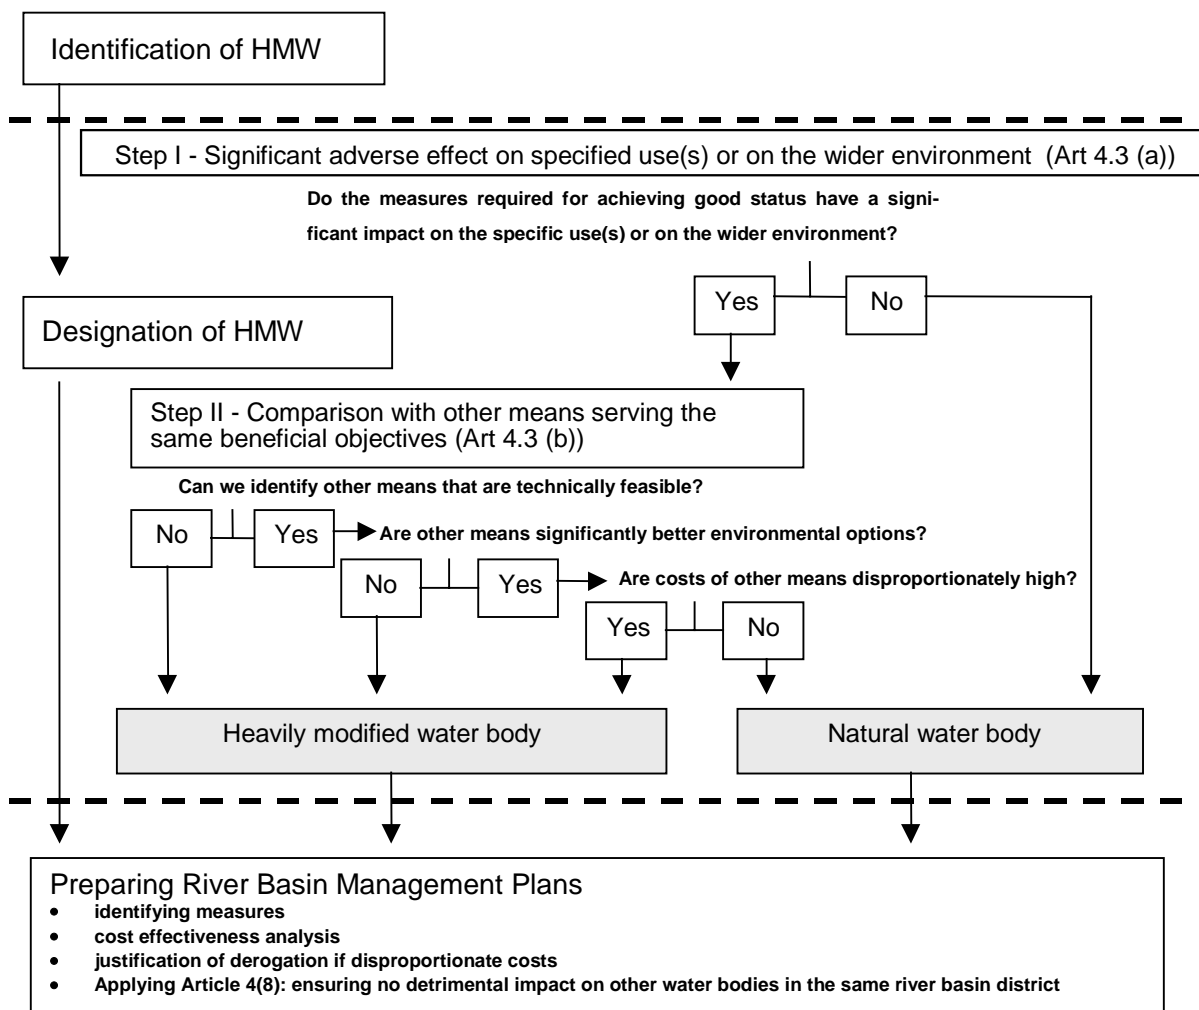 Identification of HMW
Step I - Significant adverse effect on specified use(s) or on the wider environment (Art 4.3 (a))
Do the measures required for achieving good status have a signi-
ficant impact on the specific use(s) or on the wider environment?
Yes
No
Designation of HMW
Step II - Comparison with other means serving the
same beneficial objectives (Art 4.3 (b))
Can we identify other means that are technically feasible?
No
Yes
Are other means significantly better environmental options?
No
Yes
Are costs of other means disproportionately high?
Yes
No
Heavily modified water body
Natural water body
Preparing River Basin Management Plans
• identifying measures
• cost effectiveness analysis
• justification of derogation if disproportionate costs
• Applying Article 4(8): ensuring no detrimental impact on other water bodies in the same river basin district